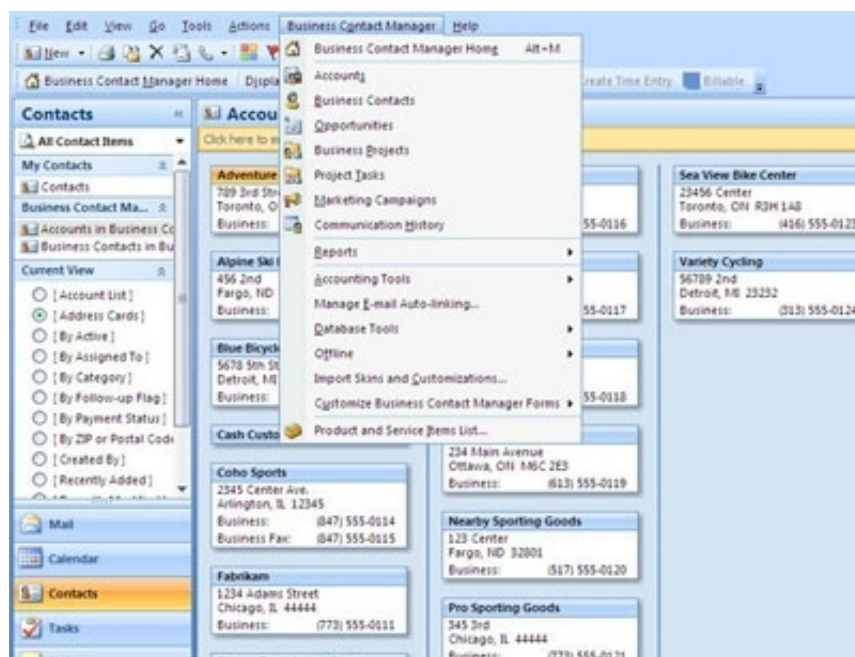 File Edit View Go Tools Actions Business Contact Manager Help
New
Business Contact Manager Home Displa
Create Time Entry Billable
Business Contact Manager Home Alt+M
Accounts
Business Contacts
Opportunities
Business Projects
Project Tasks
Marketing Campaigns
Communication History
Reports
Accounting Tools
Manage E-mail Auto-linking...
Database Tools
Offline
Import Skins and Customizations...
Customize Business Contact Manager Forms
Product and Service Items List...
Contacts
All Contact Items
My Contacts
Contacts
Business Contact Ma...
Accounts in Business Co
Business Contacts in Bu
Current View
[ Account List ]
[ Address Cards ]
[ By Active ]
[ By Assigned To ]
[ By Category ]
[ By Follow-up Flag ]
[ By Payment Status ]
[ By ZIP or Postal Code
[ Created By ]
[ Recently Added ]
Mail
Calendar
Contacts
Tasks
Accou
Click here to
Adventure
789 3rd Str
Toronto, O
Business:
Alpine Ski
456 2nd
Fargo, ND
Business:
Blue Bicycl
5678 5th St
Detroit, MI
Business:
Cash Custo
Coho Sports
2345 Center Ave.
Arlington, IL 12345
Business: (847) 555-0114
Business Fax: (847) 555-0115
Fabrikam
1234 Adams Street
Chicago, IL 44444
Business: (773) 555-0111
55-0116
55-0117
55-0118
234 Main Avenue
Ottawa, ON M6C 2E3
Business: (613) 555-0119
Nearby Sporting Goods
123 Center
Fargo, ND 32801
Business: (517) 555-0120
Pro Sporting Goods
345 3rd
Chicago, IL 44444
Business: (773) 555-0121
Sea View Bike Center
23456 Center
Toronto, ON R3H 1A8
Business: (416) 555-0123
Variety Cycling
56789 2nd
Detroit, MI 23232
Business: (313) 555-0124